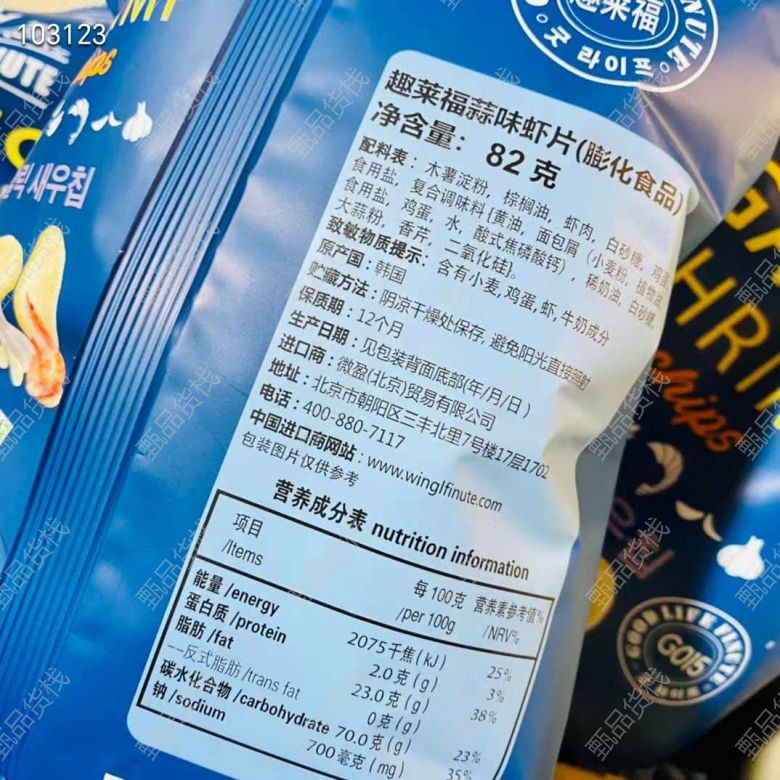 103123
趣莱福
굿 라이프
NUTE
새우칩
趣莱福蒜味虾片(膨化食品)
净含量: 82 克
配料表: 木薯淀粉, 棕榈油, 虾肉, 白砂糖, 鸡蛋,
食用盐, 复合调味料(黄油, 面包屑(小麦粉, 植物油,
食用盐, 鸡蛋, 水, 酸式焦磷酸钙), 稀奶油, 白砂糖,
大蒜粉, 香芹, 二氧化硅)。
致敏物质提示: 含有小麦,鸡蛋,虾,牛奶成分
原产国: 韩国
贮藏方法: 阴凉干燥处保存, 避免阳光直接照射
保质期: 12个月
生产日期: 见包装背面底部(年/月/日)
进口商: 微盈(北京)贸易有限公司
地址: 北京市朝阳区三丰北里7号楼17层1702
电话: 400-880-7117
中国进口商网站: www.winglfinute.com
包装图片仅供参考
营养成分表 nutrition information
项目 /Items 每100克 /per 100g 营养素参考值% /NRV%
能量 /energy 2075千焦(kJ) 25%
蛋白质 /protein 2.0克(g) 3%
脂肪 /fat 23.0克(g) 38%
--反式脂肪 /trans fat 0克(g)
碳水化合物 /carbohydrate 70.0克(g) 23%
钠 /sodium 700毫克(mg) 35%
chips
GOOD LIVE FINUTE
G015
甄品货栈